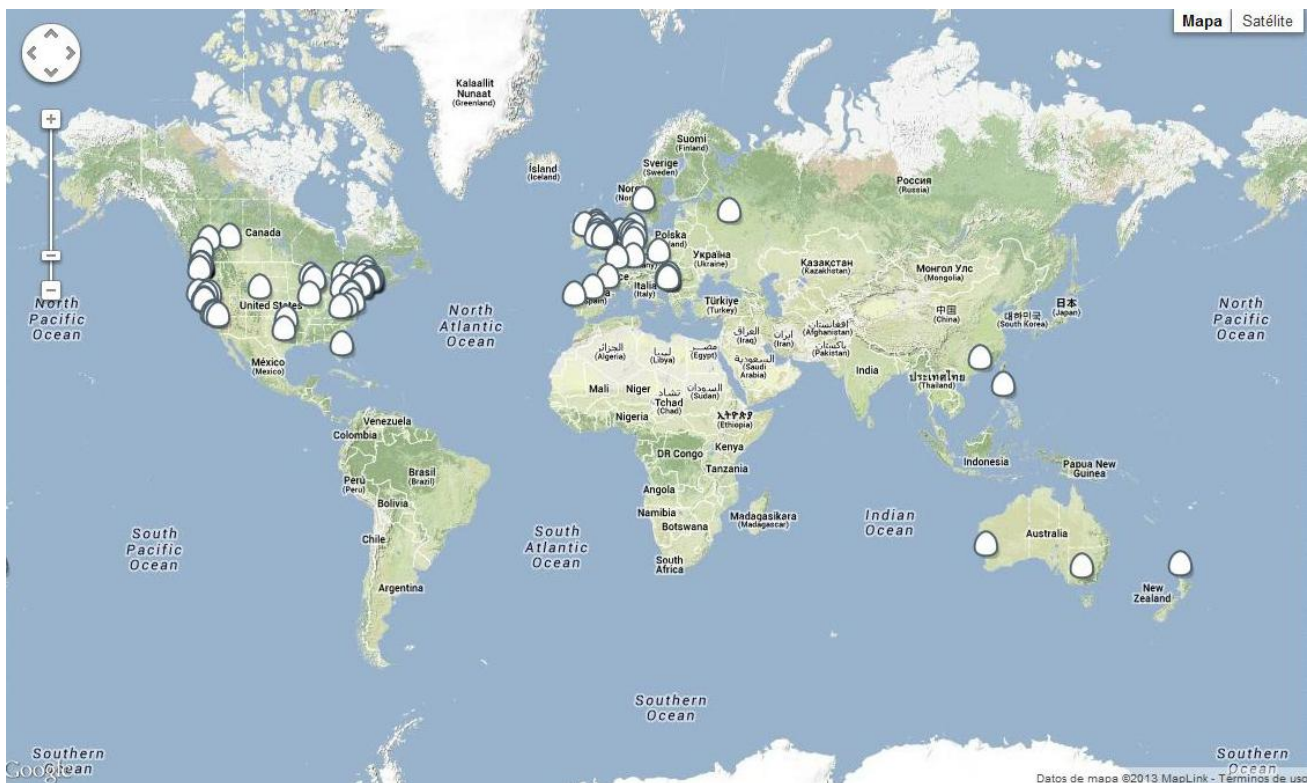 Mapa Satélite
Kalaallit
Nunaat
(Greenland)
Ísland
(Iceland)
Suomi
(Finland)
Sverige
(Sweden)
Россия
(Russia)
Canada
Polska
Україна
(Ukraine)
Казақстан
(Kazakhstan)
Монгол Улс
(Mongolia)
North
Pacific
Ocean
United States
North
Atlantic
Ocean
Italia
(Italy)
Türkiye
(Turkey)
中国
(China)
日本
(Japan)
대한민국
(South Korea)
North
Pacific
Ocean
México
(Mexico)
الجزائر
(Algeria)
ليبيا
(Libya)
مصر
(Egypt)
العراق
(Iraq)
ایران
(Iran)
افغانستان
(Afghanistan)
پاکستان
(Pakistan)
السعودية
(Saudi
Arabia)
India
ประเทศไทย
(Thailand)
Mali
Niger
تشاد
Tchad
(Chad)
السودان
(Sudan)
Nigeria
ኢትዮጵያ
(Ethiopia)
Venezuela
Colombia
DR Congo
Kenya
Tanzania
Indonesia
Papua New
Guinea
Perú
(Peru)
Brasil
(Brazil)
Bolivia
Angola
Namibia
Botswana
Madagasikara
(Madagascar)
South
Pacific
Ocean
Chile
Argentina
South
Atlantic
Ocean
South
Africa
Indian
Ocean
Australia
New
Zealand
Southern
Ocean
Southern
Ocean
Southern
Ocean
Google
Datos de mapa ©2013 MapLink - Términos de uso